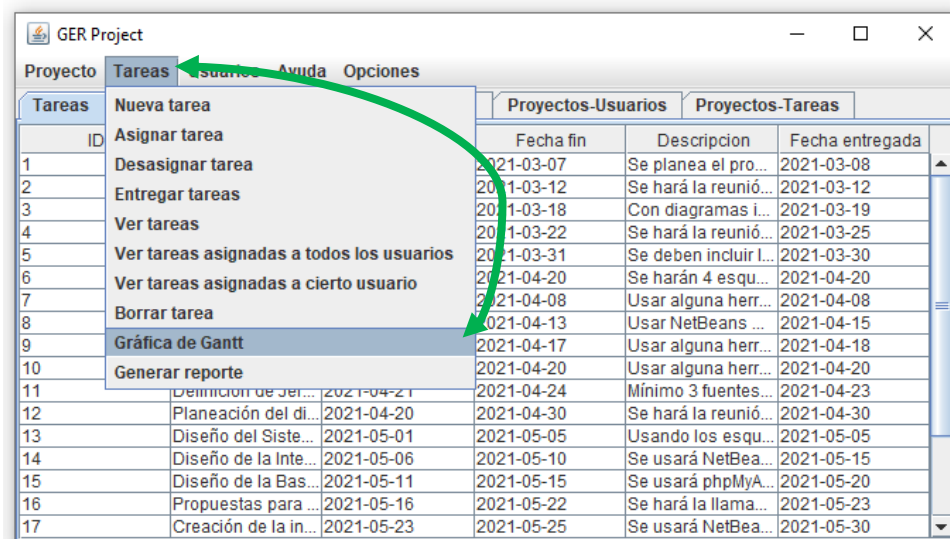 GER Project
Proyecto Tareas Usuarios Ayuda Opciones
Tareas Proyectos-Usuarios Proyectos-Tareas
Nueva tarea
Asignar tarea
Desasignar tarea
Entregar tareas
Ver tareas
Ver tareas asignadas a todos los usuarios
Ver tareas asignadas a cierto usuario
Borrar tarea
Gráfica de Gantt
Generar reporte
ID Fecha fin Descripcion Fecha entregada
1 2021-03-07 Se planea el pro... 2021-03-08
2 2021-03-12 Se hará la reunió... 2021-03-12
3 2021-03-18 Con diagramas i... 2021-03-19
4 2021-03-22 Se hará la reunió... 2021-03-25
5 2021-03-31 Se deben incluir l... 2021-03-30
6 2021-04-20 Se harán 4 esqu... 2021-04-20
7 2021-04-08 Usar alguna herr... 2021-04-08
8 2021-04-13 Usar NetBeans ... 2021-04-15
9 2021-04-17 Usar alguna herr... 2021-04-18
10 2021-04-20 Usar alguna herr... 2021-04-20
11 Definición de Jer... 2021-04-21 2021-04-24 Mínimo 3 fuentes... 2021-04-23
12 Planeación del di... 2021-04-20 2021-04-30 Se hará la reunió... 2021-04-30
13 Diseño del Siste... 2021-05-01 2021-05-05 Usando los esqu... 2021-05-05
14 Diseño de la Inte... 2021-05-06 2021-05-10 Se usará NetBea... 2021-05-15
15 Diseño de la Bas... 2021-05-11 2021-05-15 Se usará phpMyA... 2021-05-20
16 Propuestas para ... 2021-05-16 2021-05-22 Se hará la llama... 2021-05-23
17 Creación de la in... 2021-05-23 2021-05-25 Se usará NetBea... 2021-05-30